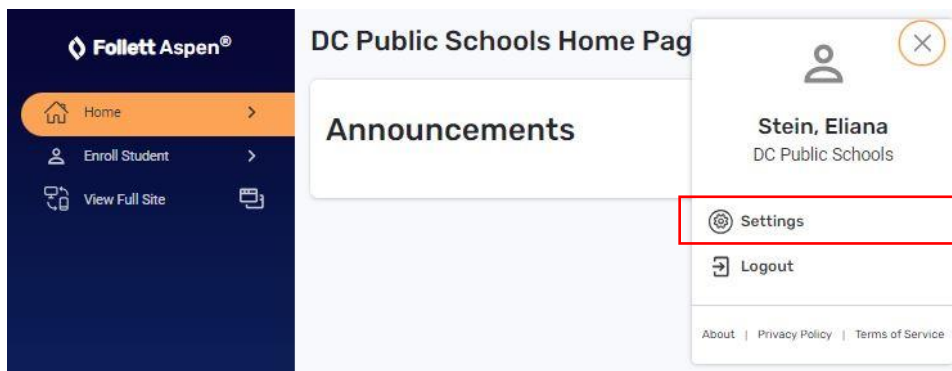 Follett Aspen®
Home
Enroll Student
View Full Site
DC Public Schools Home Pag
Announcements
Stein, Eliana
DC Public Schools
Settings
Logout
About | Privacy Policy | Terms of Service